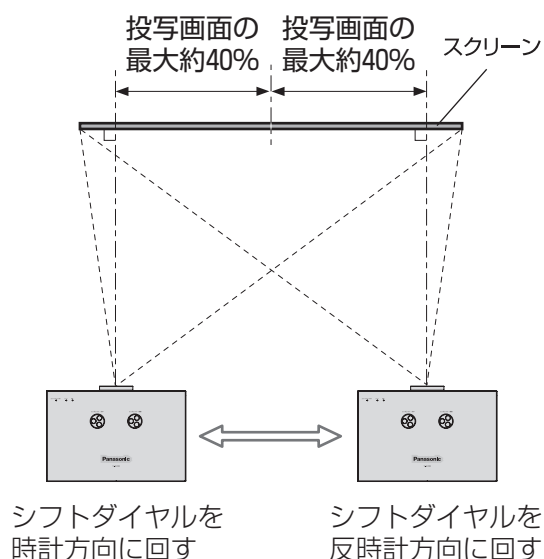 投写画面の
最大約40%
投写画面の
最大約40%
スクリーン
Panasonic
Panasonic
シフトダイヤルを
時計方向に回す
シフトダイヤルを
反時計方向に回す